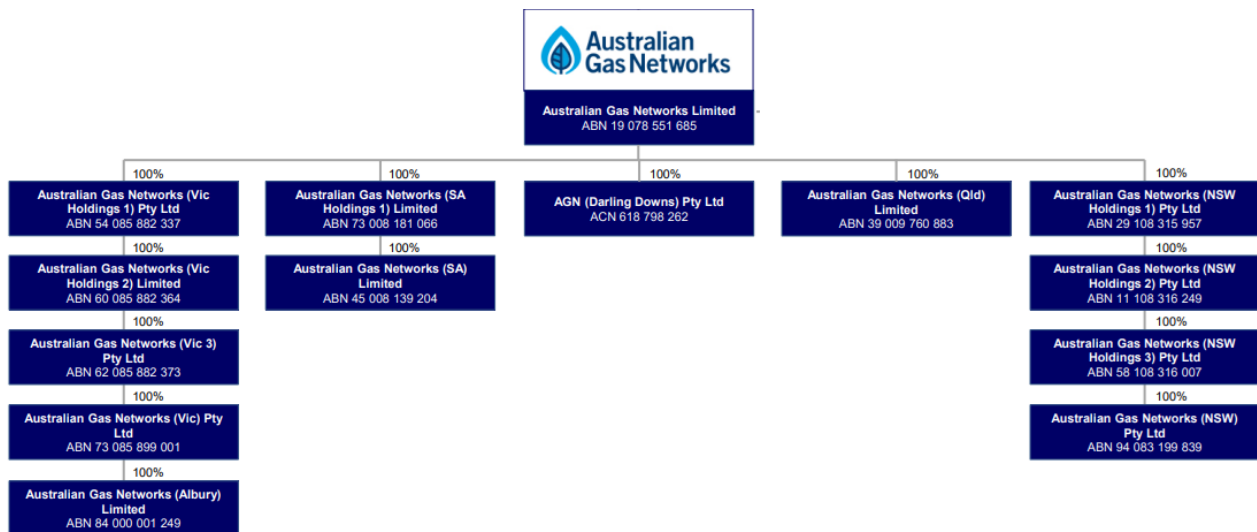 Australian
Gas Networks
Australian Gas Networks Limited
ABN 19 078 551 685
100%
100%
100%
100%
100%
Australian Gas Networks (Vic
Holdings 1) Pty Ltd
ABN 54 085 882 337
Australian Gas Networks (SA
Holdings 1) Limited
ABN 73 008 181 066
AGN (Darling Downs) Pty Ltd
ACN 618 798 262
Australian Gas Networks (Qld)
Limited
ABN 39 009 760 883
Australian Gas Networks (NSW
Holdings 1) Pty Ltd
ABN 29 108 315 957
100%
100%
100%
Australian Gas Networks (Vic
Holdings 2) Limited
ABN 60 085 882 364
Australian Gas Networks (SA)
Limited
ABN 45 008 139 204
Australian Gas Networks (NSW
Holdings 2) Pty Ltd
ABN 11 108 316 249
100%
100%
Australian Gas Networks (Vic 3)
Pty Ltd
ABN 62 085 882 373
Australian Gas Networks (NSW
Holdings 3) Pty Ltd
ABN 58 108 316 007
100%
100%
Australian Gas Networks (Vic) Pty
Ltd
ABN 73 085 899 001
Australian Gas Networks (NSW)
Pty Ltd
ABN 94 083 199 839
100%
Australian Gas Networks (Albury)
Limited
ABN 84 000 001 249